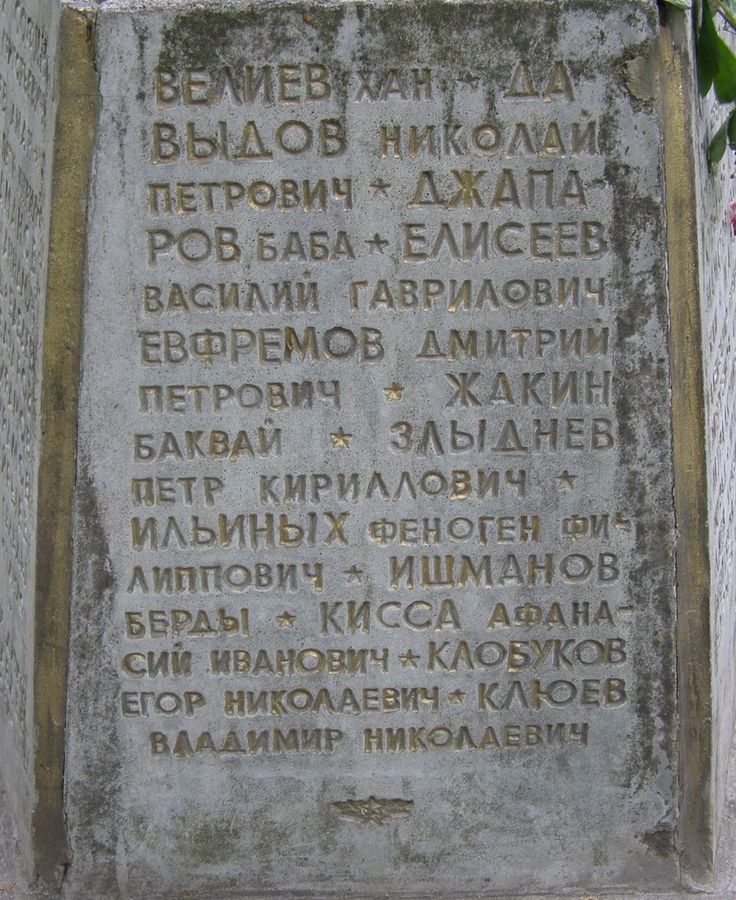 ВЕЛИЕВ ХАН ★ ДА-
ВЫДОВ НИКОЛАЙ
ПЕТРОВИЧ ★ ДЖАПА-
РОВ БАБА ★ ЕЛИСЕЕВ
ВАСИЛИЙ ГАВРИЛОВИЧ
ЕВФРЕМОВ ДМИТРИЙ
ПЕТРОВИЧ ★ ЖАКИН
БАКВАЙ ★ ЗЛЫДНЕВ
ПЕТР КИРИЛЛОВИЧ ★
ИЛЬИНЫХ ФЕНОГЕН ФИ-
ЛИППОВИЧ ★ ИШМАНОВ
БЕРДЫ ★ КИССА АФАНА-
СИЙ ИВАНОВИЧ ★ КЛОБУКОВ
ЕГОР НИКОЛАЕВИЧ ★ КЛЮЕВ
ВЛАДИМИР НИКОЛАЕВИЧ